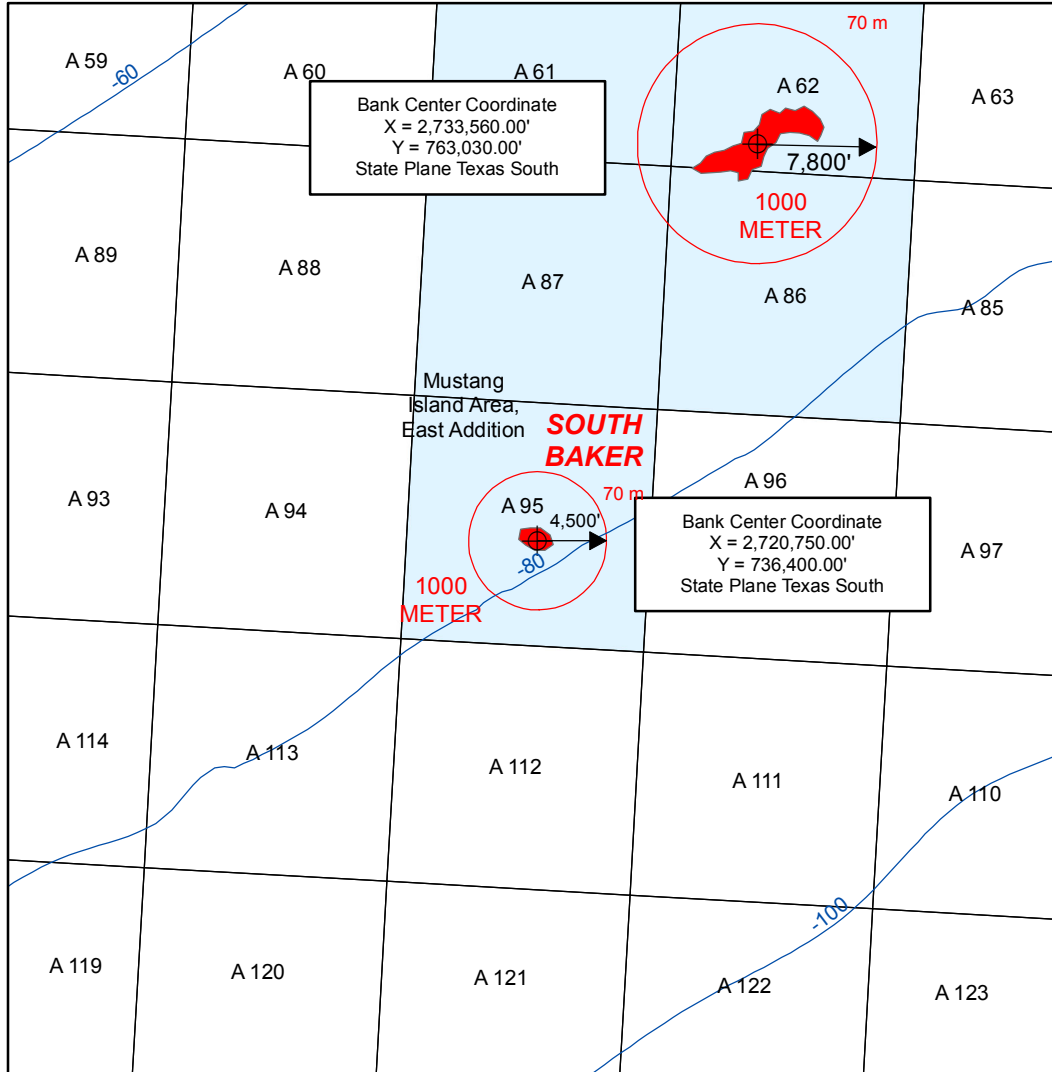 70 m
A 59
-60
A 60
A 61
A 62
A 63
Bank Center Coordinate
X = 2,733,560.00'
Y = 763,030.00'
State Plane Texas South
7,800'
1000
METER
A 89
A 88
A 87
A 86
A 85
Mustang
Island Area,
East Addition
SOUTH
BAKER
A 93
A 94
A 95
70 m
A 96
4,500'
-80
1000
METER
Bank Center Coordinate
X = 2,720,750.00'
Y = 736,400.00'
State Plane Texas South
A 97
A 114
A 113
A 112
A 111
A 110
-100
A 119
A 120
A 121
A 122
A 123